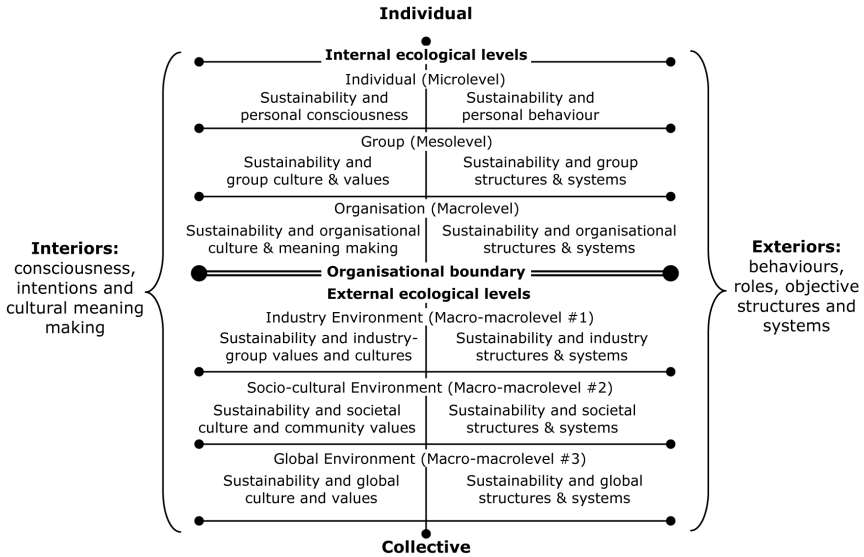 Individual
Internal ecological levels
Individual (Microlevel)
Sustainability and
personal consciousness
Sustainability and
personal behaviour
Group (Mesolevel)
Sustainability and
group culture & values
Sustainability and group
structures & systems
Organisation (Macrolevel)
Sustainability and organisational
culture & meaning making
Sustainability and organisational
structures & systems
Interiors:
consciousness,
intentions and
cultural meaning
making
Organisational boundary
Exteriors:
behaviours,
roles, objective
structures and
systems
External ecological levels
Industry Environment (Macro-macrolevel #1)
Sustainability and industry-
group values and cultures
Sustainability and industry
structures & systems
Socio-cultural Environment (Macro-macrolevel #2)
Sustainability and societal
culture and community values
Sustainability and societal
structures & systems
Global Environment (Macro-macrolevel #3)
Sustainability and global
culture and values
Sustainability and global
structures & systems
Collective